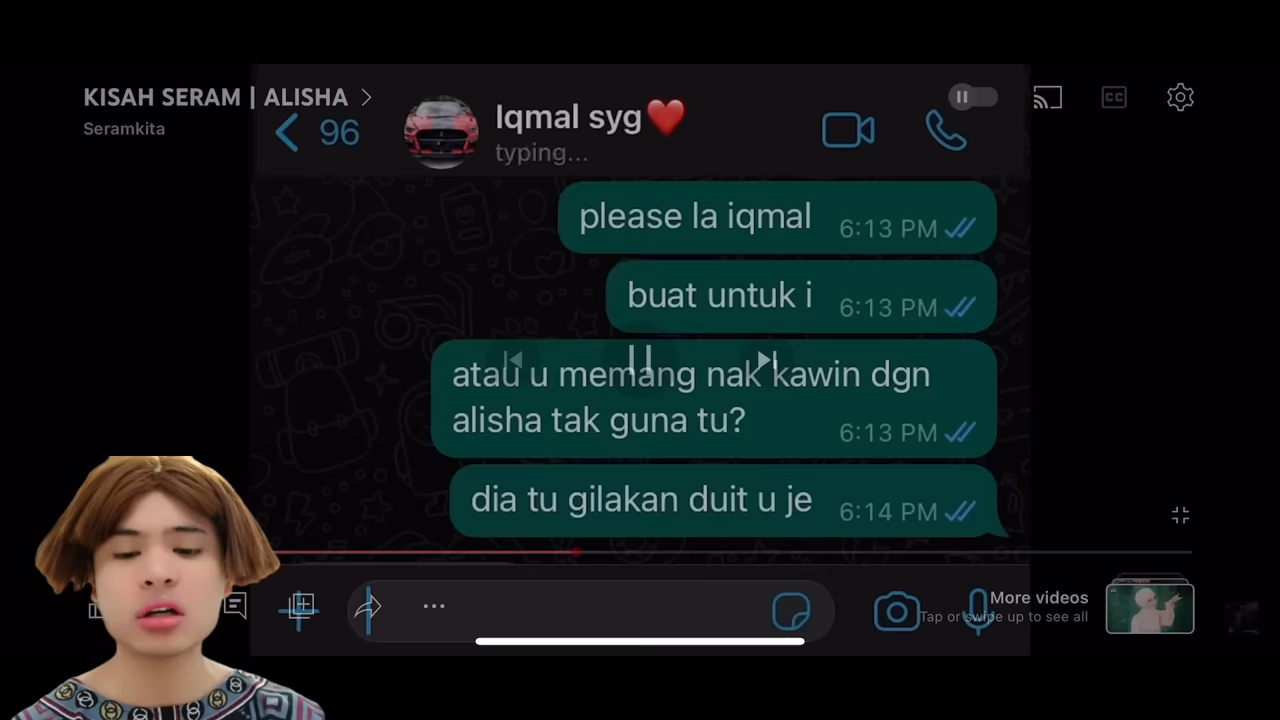 KISAH SERAM | ALISHA
Seramkita
96
Iqmal syg
typing...
CC
please la iqmal 6:13 PM
buat untuk i 6:13 PM
atau u memang nak kawin dgn
alisha tak guna tu? 6:13 PM
dia tu gilakan duit u je 6:14 PM
More videos
Tap or swipe up to see all